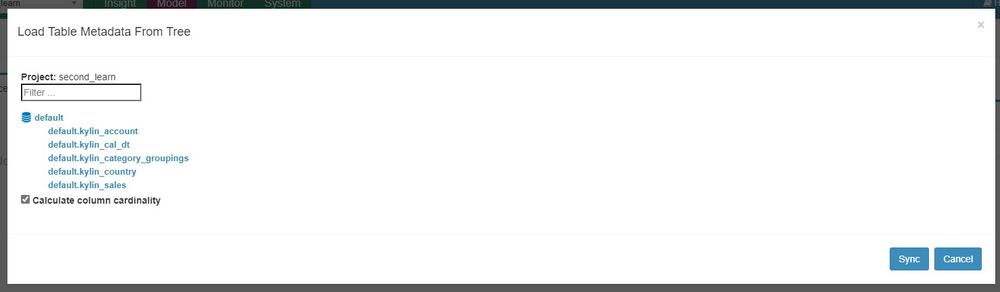 learn Insight Model Monitor System H
Load Table Metadata From Tree ×
Project: second_learn
Filter ...
default
default.kylin_account
default.kylin_cal_dt
default.kylin_category_groupings
default.kylin_country
default.kylin_sales
Calculate column cardinality
Sync Cancel